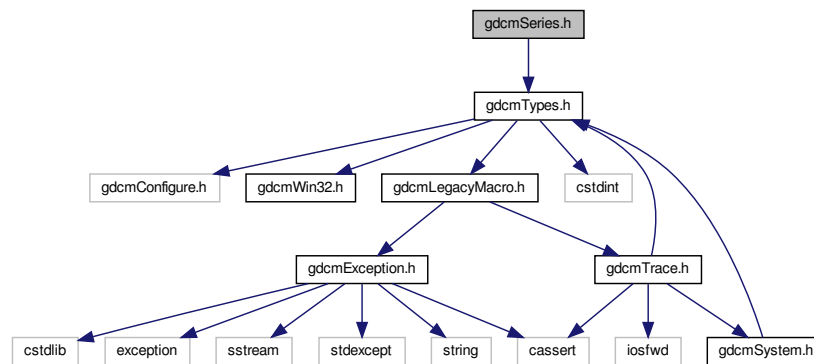 gdcmSeries.h
gdcmTypes.h
gdcmConfigure.h
gdcmWin32.h
gdcmLegacyMacro.h
cstdint
gdcmException.h
gdcmTrace.h
cstdlib
exception
sstream
stdexcept
string
cassert
iosfwd
gdcmSystem.h